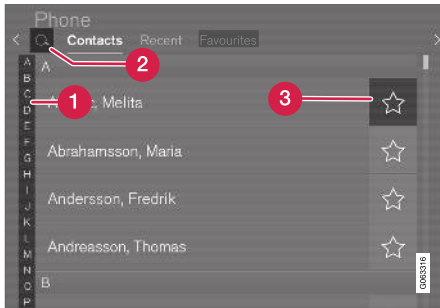 Phone
Contacts Recent Favourites
A
B
C
D
E
F
G
H
I
J
K
L
M
N
O
P
A
Melita
Abrahamsson, Maria
Andersson, Fredrik
Andreasson, Thomas
B
1
2
3
G063316